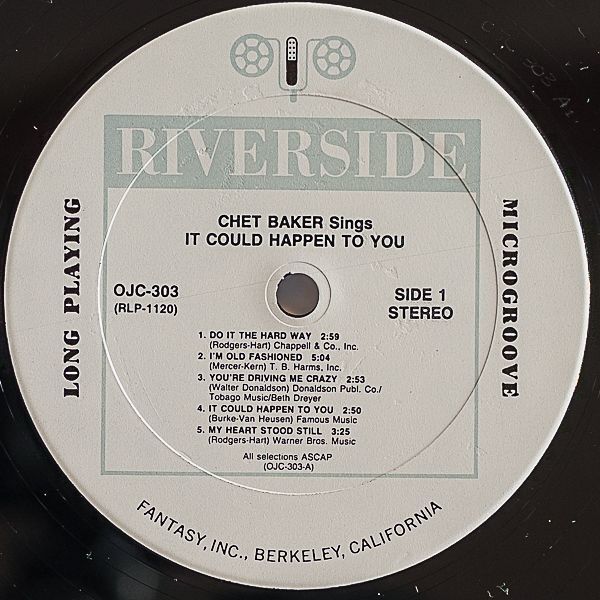 RIVERSIDE
LONG PLAYING
MICROGROOVE
CHET BAKER Sings
IT COULD HAPPEN TO YOU
OJC-303
(RLP-1120)
SIDE 1
STEREO
1. DO IT THE HARD WAY 2:59
(Rodgers-Hart) Chappell & Co., Inc.
2. I'M OLD FASHIONED 5:04
(Mercer-Kern) T. B. Harms, Inc.
3. YOU'RE DRIVING ME CRAZY 2:53
(Walter Donaldson) Donaldson Publ. Co./
Tobago Music/Beth Dreyer
4. IT COULD HAPPEN TO YOU 2:50
(Burke-Van Heusen) Famous Music
5. MY HEART STOOD STILL 3:25
(Rodgers-Hart) Warner Bros. Music
All selections ASCAP
(OJC-303-A)
FANTASY, INC., BERKELEY, CALIFORNIA